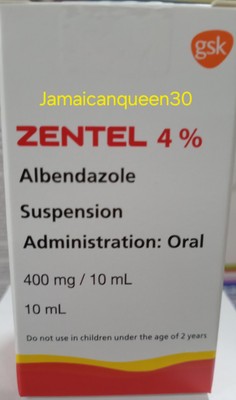 gsk
Jamaicanqueen30
ZENTEL 4 %
Albendazole
Suspension
Administration: Oral
400 mg / 10 mL
10 mL
Do not use in children under the age of 2 years